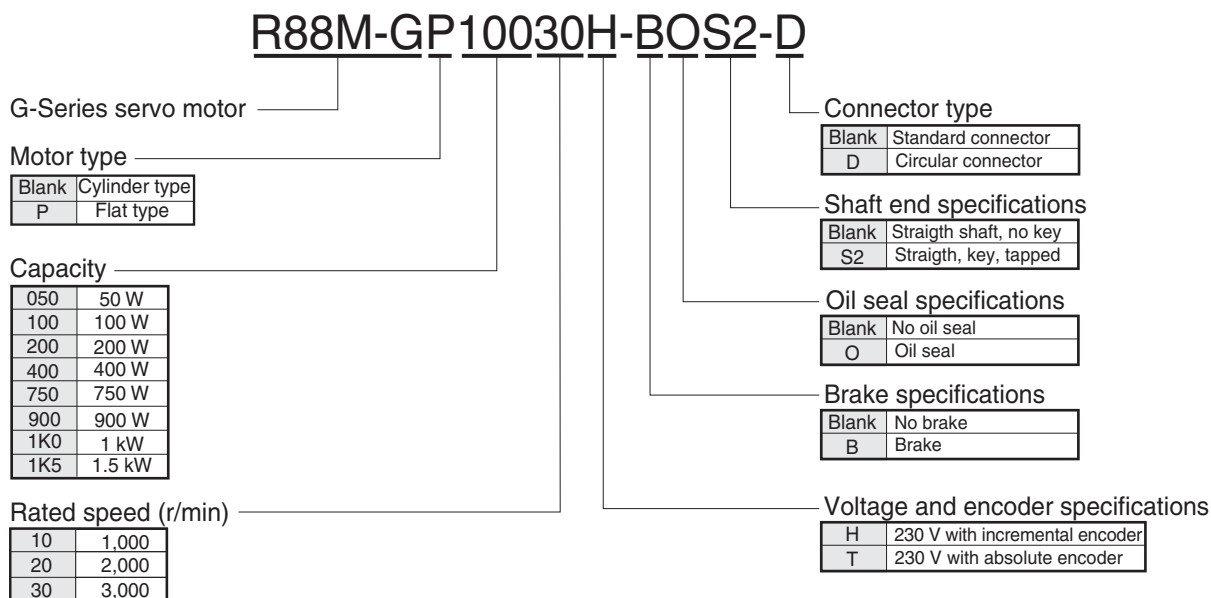 R88M-GP10030H-BOS2-D
G-Series servo motor
Motor type
Blank Cylinder type
P Flat type
Capacity
050 50 W
100 100 W
200 200 W
400 400 W
750 750 W
900 900 W
1K0 1 kW
1K5 1.5 kW
Rated speed (r/min)
10 1,000
20 2,000
30 3,000
Connector type
Blank Standard connector
D Circular connector
Shaft end specifications
Blank Straigth shaft, no key
S2 Straigth, key, tapped
Oil seal specifications
Blank No oil seal
O Oil seal
Brake specifications
Blank No brake
B Brake
Voltage and encoder specifications
H 230 V with incremental encoder
T 230 V with absolute encoder